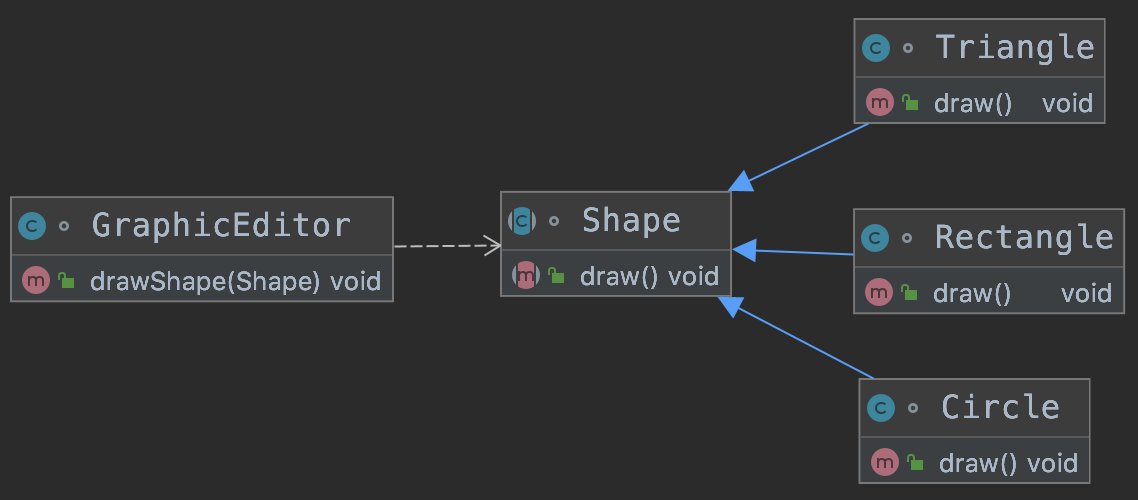 GraphicEditor
drawShape(Shape) void
Shape
draw() void
Triangle
draw() void
Rectangle
draw() void
Circle
draw() void